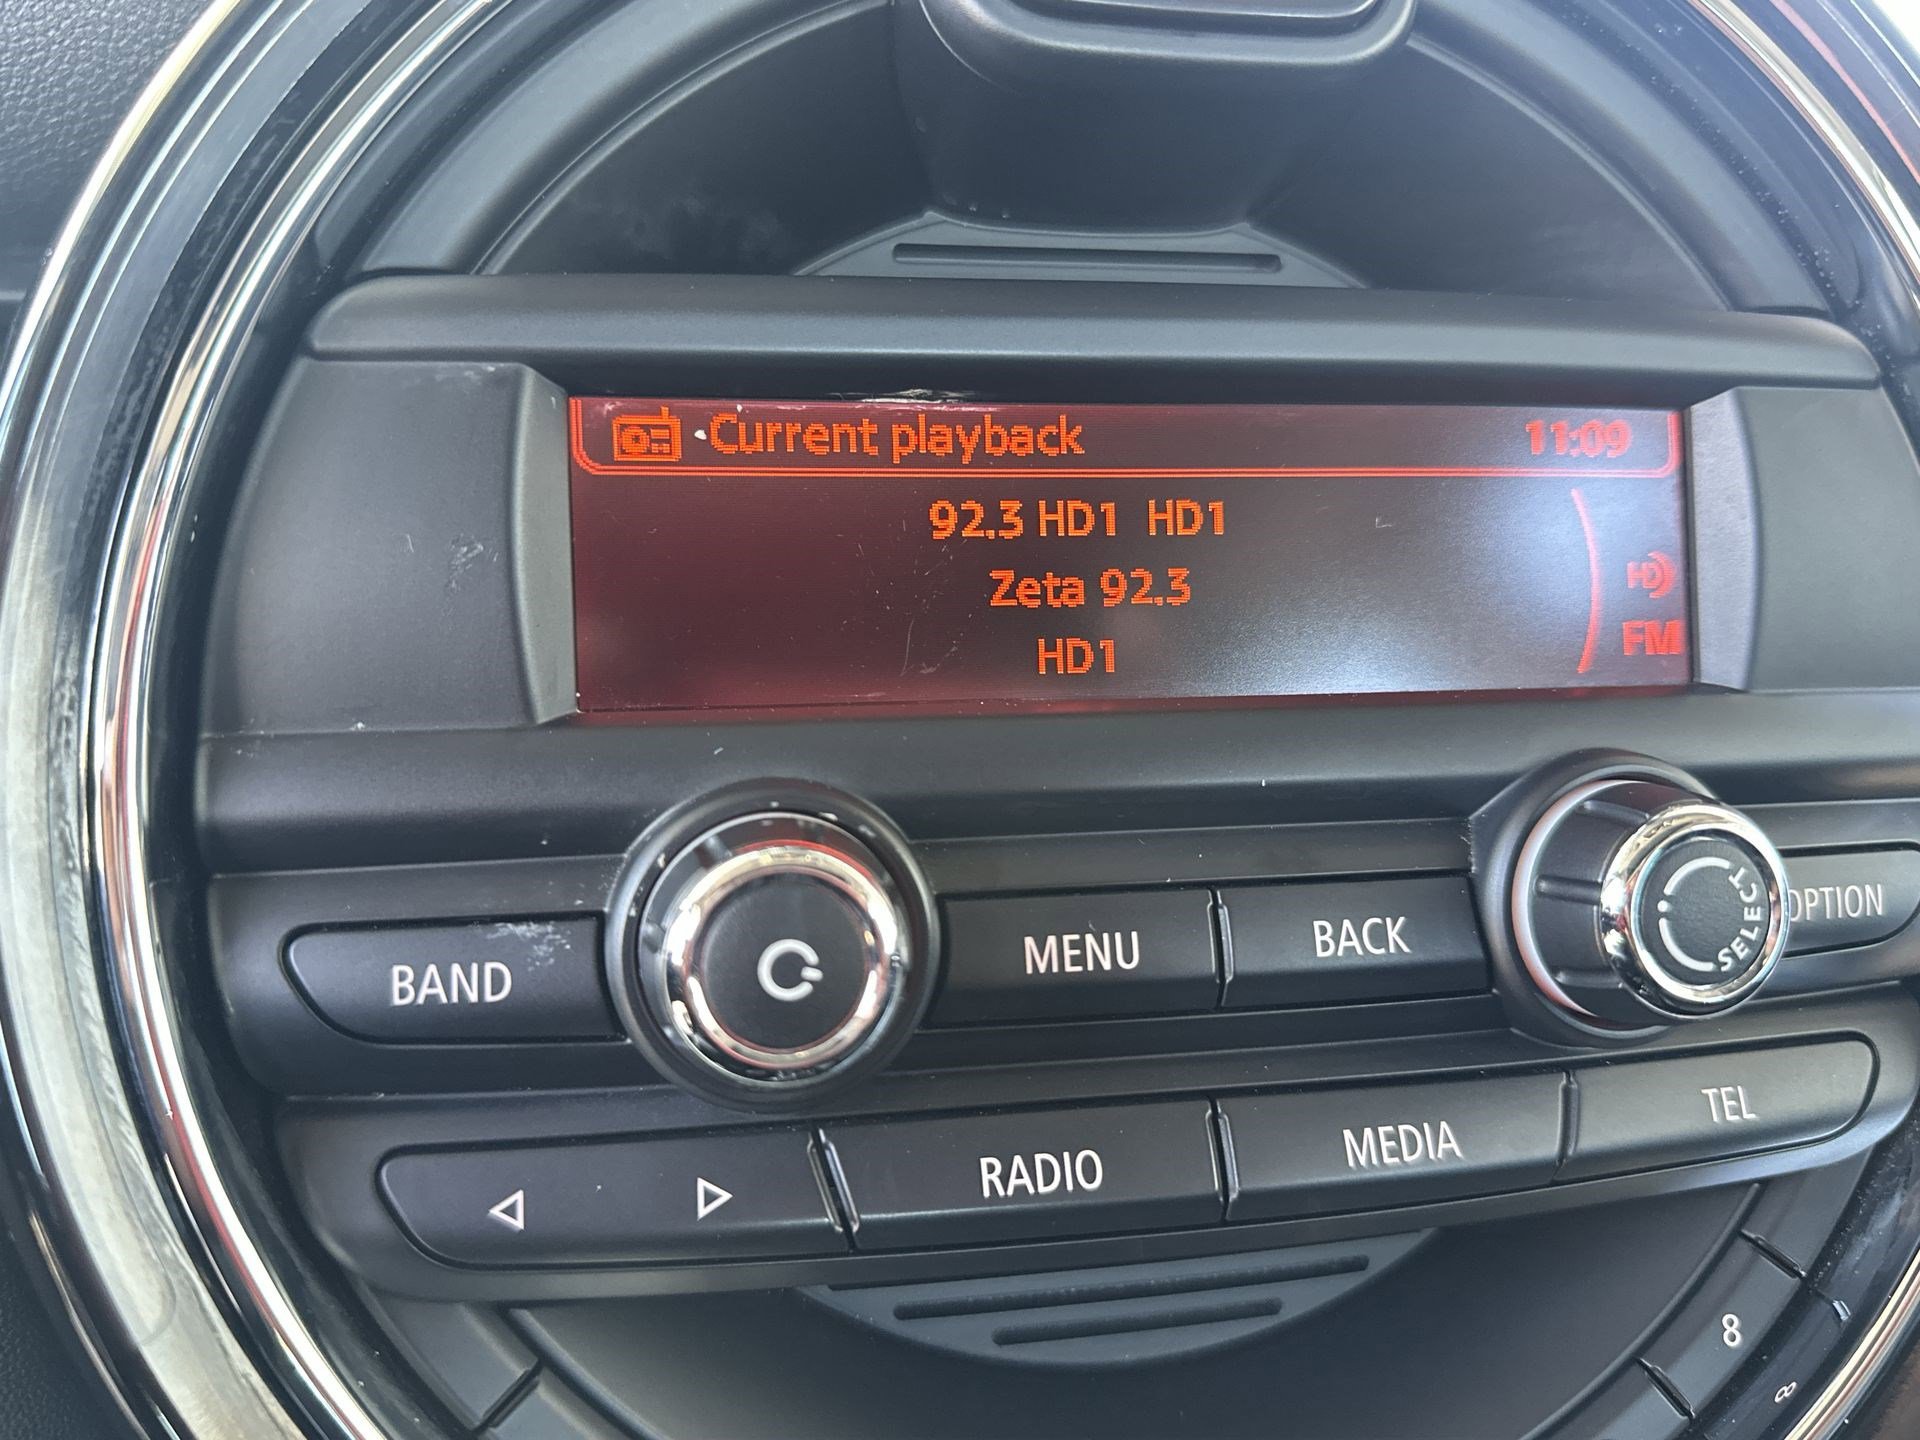 Current playback 11:09
92.3 HD1 HD1
Zeta 92.3
HD1
HD
FM
BAND
MENU
BACK
SELECT
OPTION
RADIO
MEDIA
TEL
8